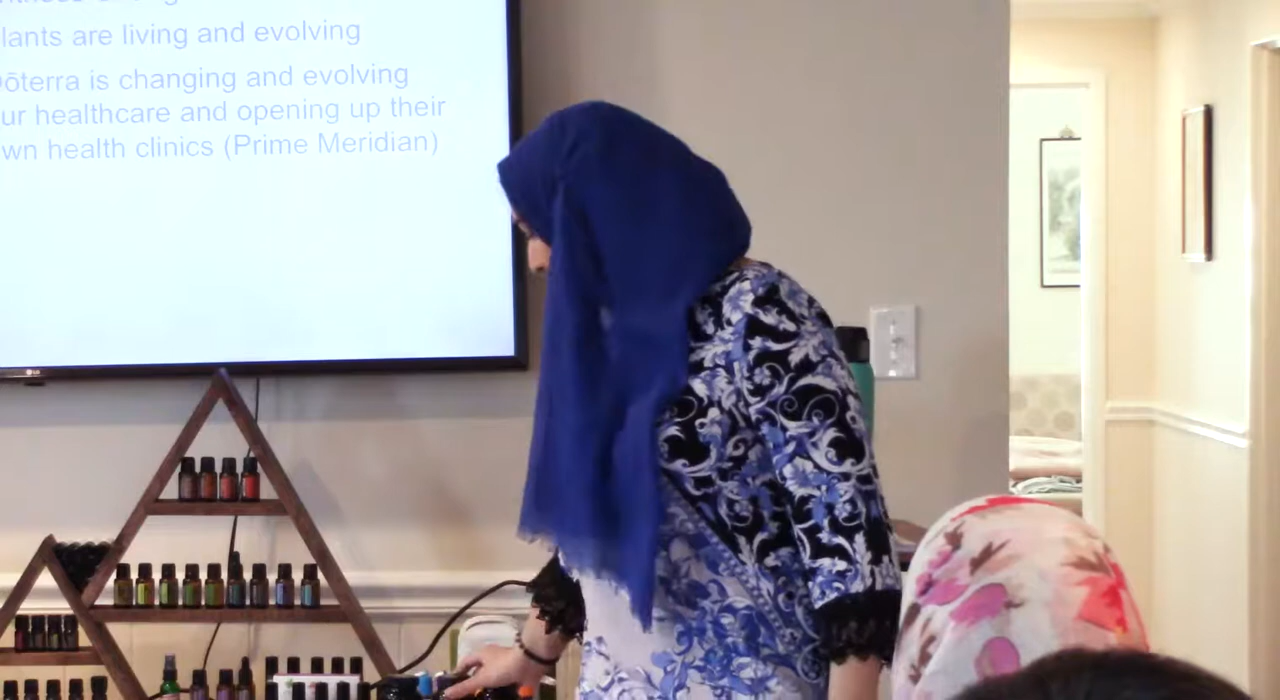 lants are living and evolving
ōterra is changing and evolving
ur healthcare and opening up their
wn health clinics (Prime Meridian)
LG